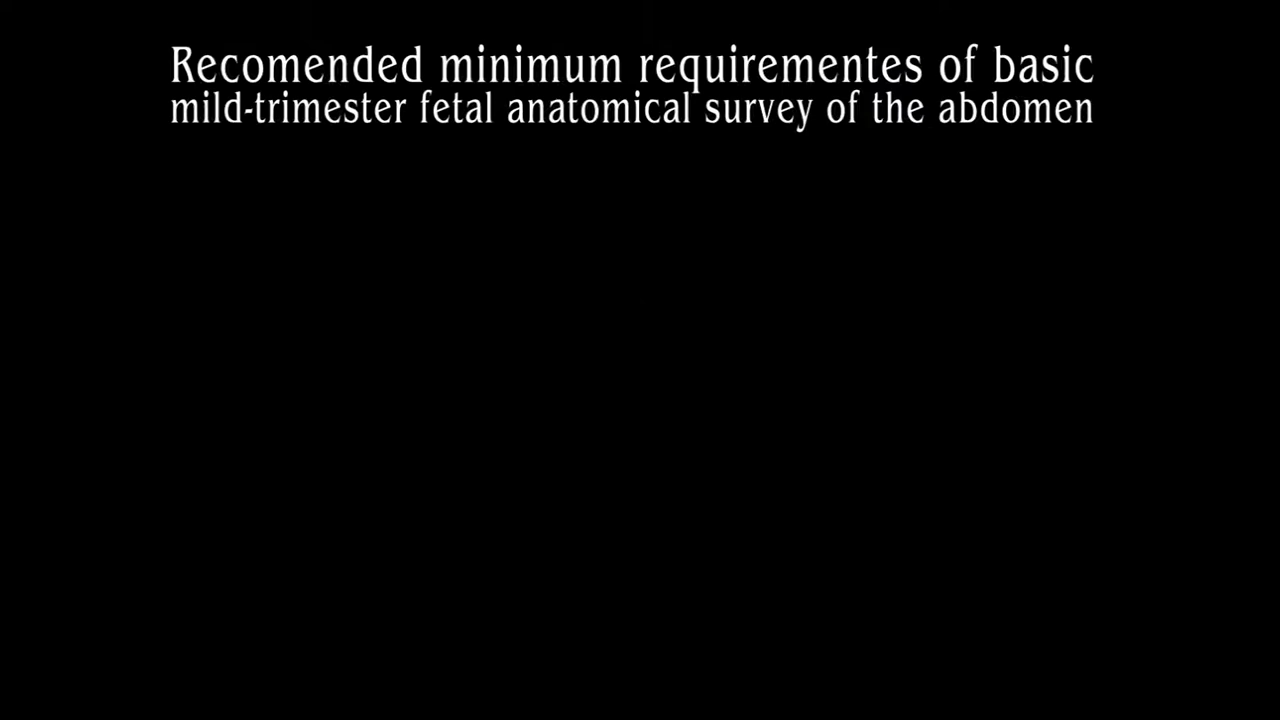 Recomended minimum requirementes of basic
mild-trimester fetal anatomical survey of the abdomen